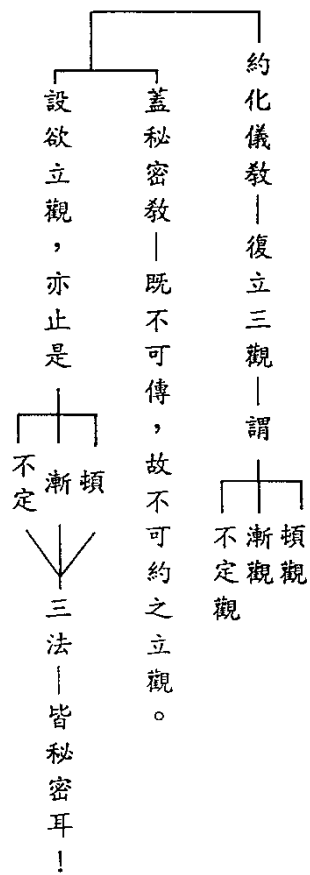 約化儀教—復立三觀—謂
頓觀
漸觀
不定觀
蓋秘密教—既不可傳，故不可約之立觀。
設欲立觀，亦止是
頓
漸
不定
三法—皆秘密耳！